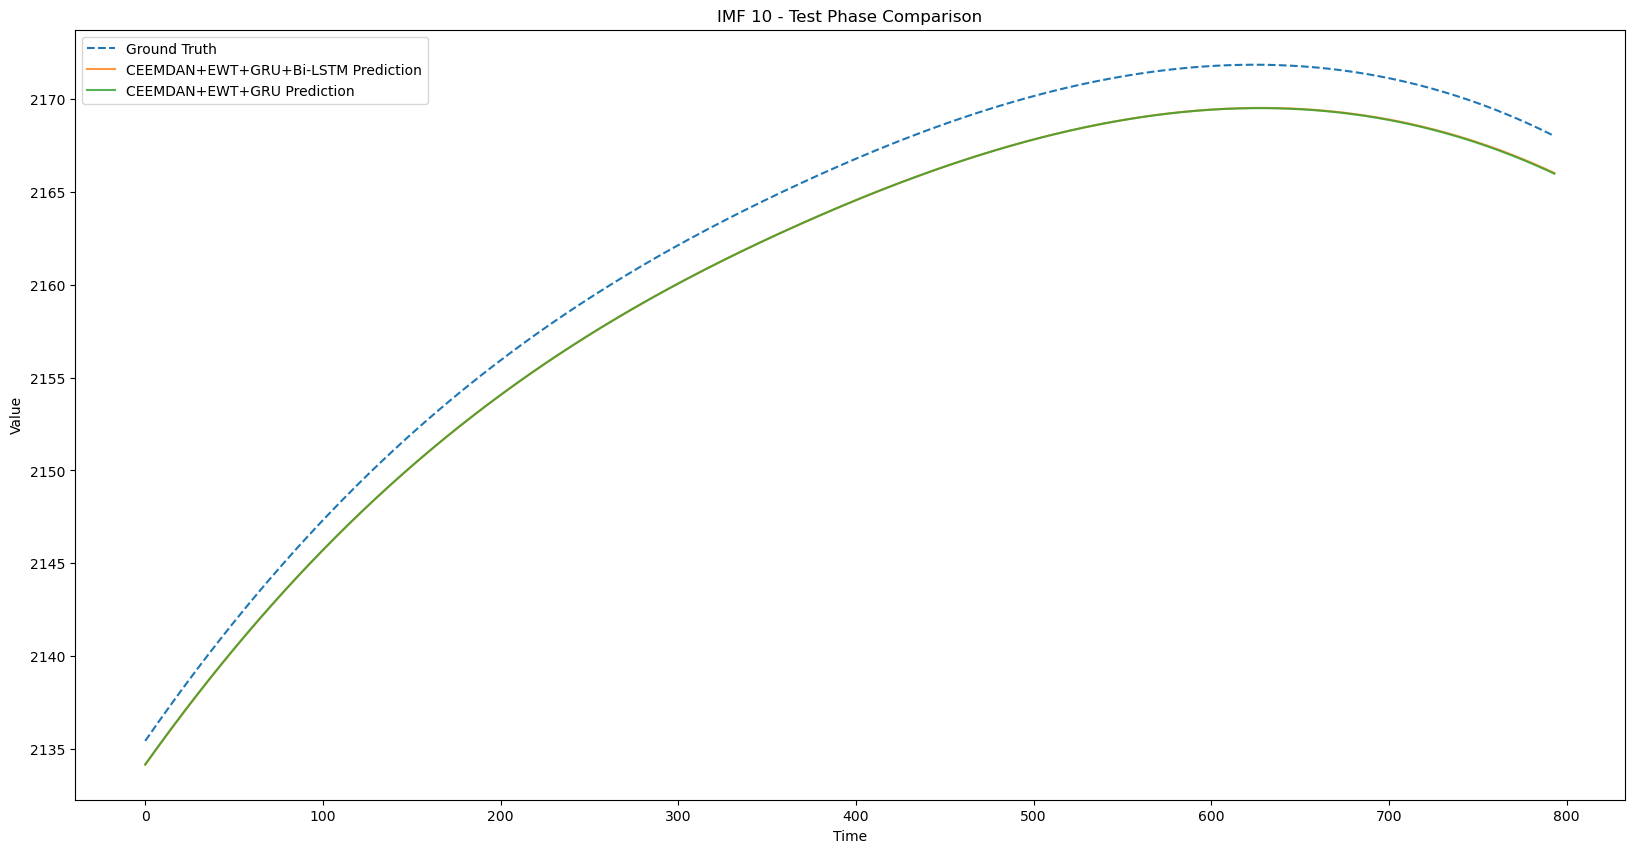 IMF 10 - Test Phase Comparison
Ground Truth
CEEMDAN+EWT+GRU+Bi-LSTM Prediction
CEEMDAN+EWT+GRU Prediction
2170
2165
2160
2155
2150
2145
2140
2135
Value
0 100 200 300 400 500 600 700 800
Time